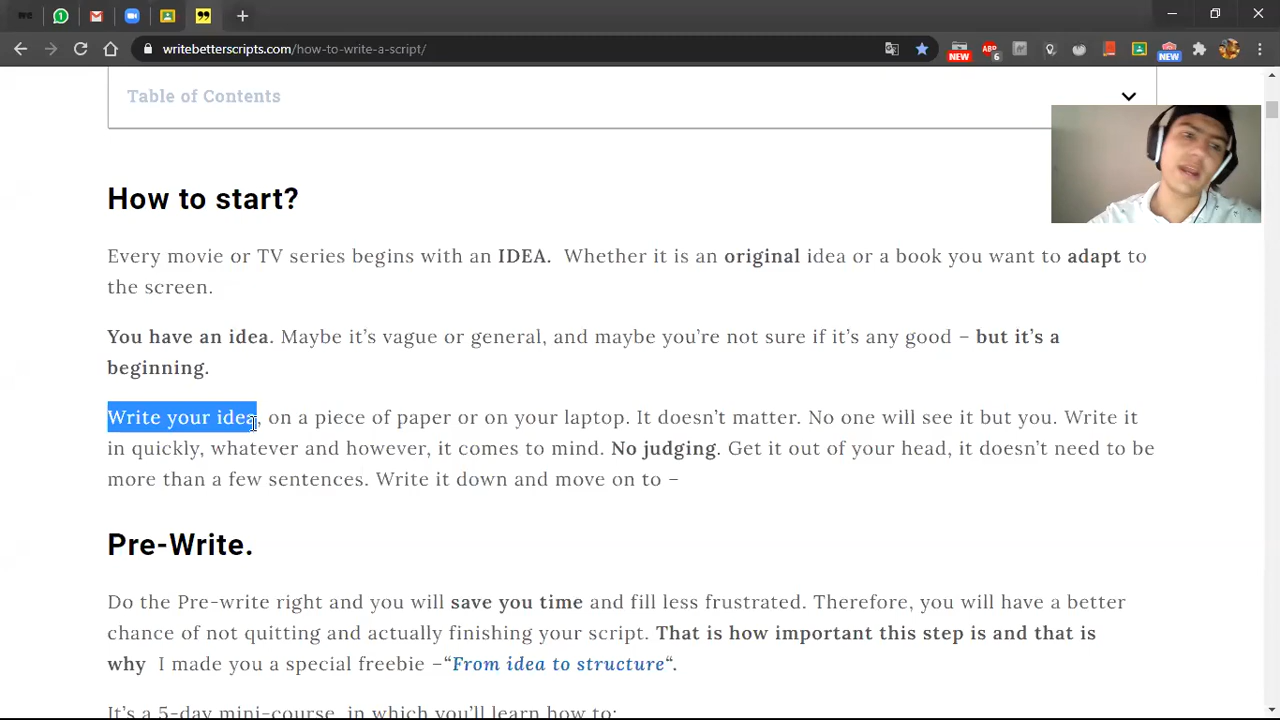 we
writebetterscripts.com/how-to-write-a-script/
NEW
ABP
6
NEW
Table of Contents
How to start?
Every movie or TV series begins with an IDEA.  Whether it is an original idea or a book you want to adapt to
the screen.
You have an idea. Maybe it’s vague or general, and maybe you’re not sure if it’s any good – but it’s a
beginning.
Write your idea, on a piece of paper or on your laptop. It doesn’t matter. No one will see it but you. Write it
in quickly, whatever and however, it comes to mind. No judging. Get it out of your head, it doesn’t need to be
more than a few sentences. Write it down and move on to –
Pre-Write.
Do the Pre-write right and you will save you time and fill less frustrated. Therefore, you will have a better
chance of not quitting and actually finishing your script. That is how important this step is and that is
why  I made you a special freebie –“From idea to structure“.
It’s a 5-day mini-course, in which you’ll learn how to: